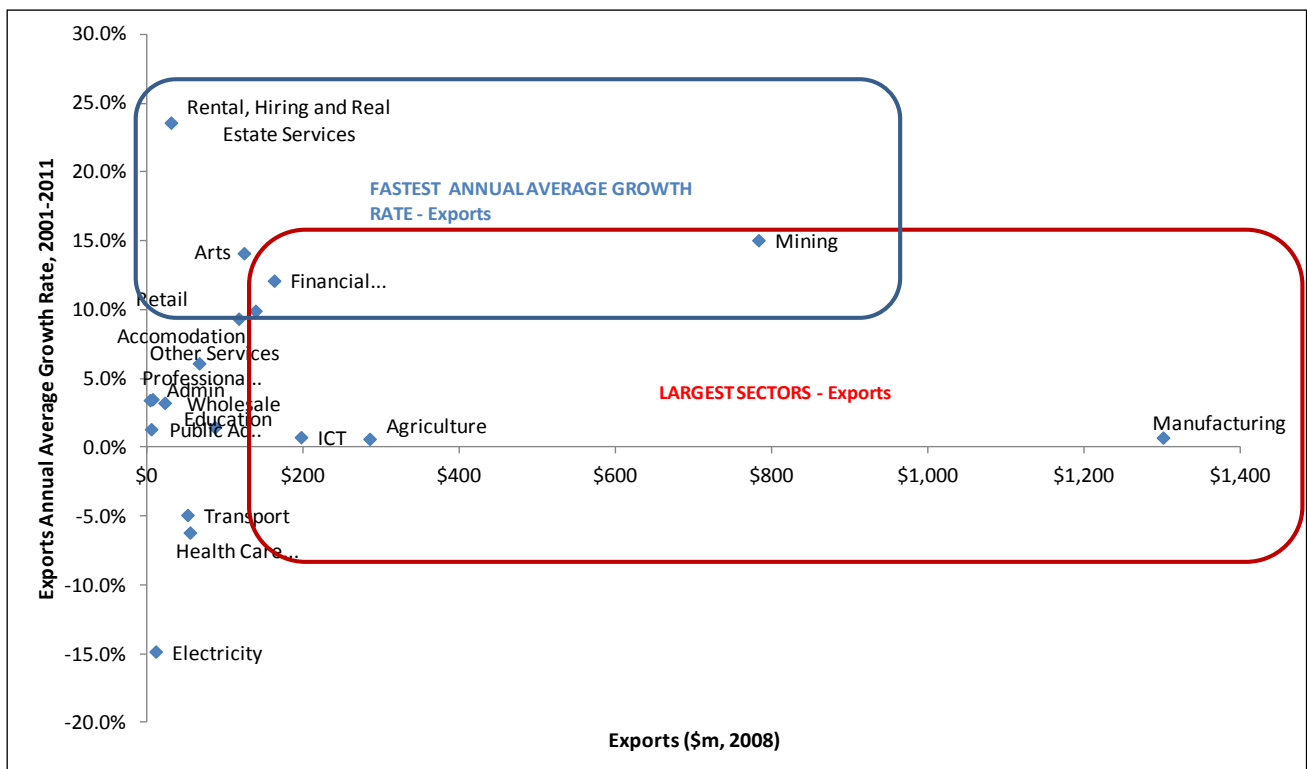 30.0%
25.0%
20.0%
15.0%
10.0%
5.0%
0.0%
-5.0%
-10.0%
-15.0%
-20.0%
Exports Annual Average Growth Rate, 2001-2011
Rental, Hiring and Real
Estate Services
FASTEST ANNUAL AVERAGE GROWTH
RATE - Exports
Arts
Mining
Financial...
Retail
Accomodation
Other Services
Professiona...
Admin
Wholesale
Education
Public Ad..
LARGEST SECTORS - Exports
ICT
Agriculture
Manufacturing
$0
$200
$400
$600
$800
$1,000
$1,200
$1,400
Transport
Health Care...
Electricity
Exports ($m, 2008)